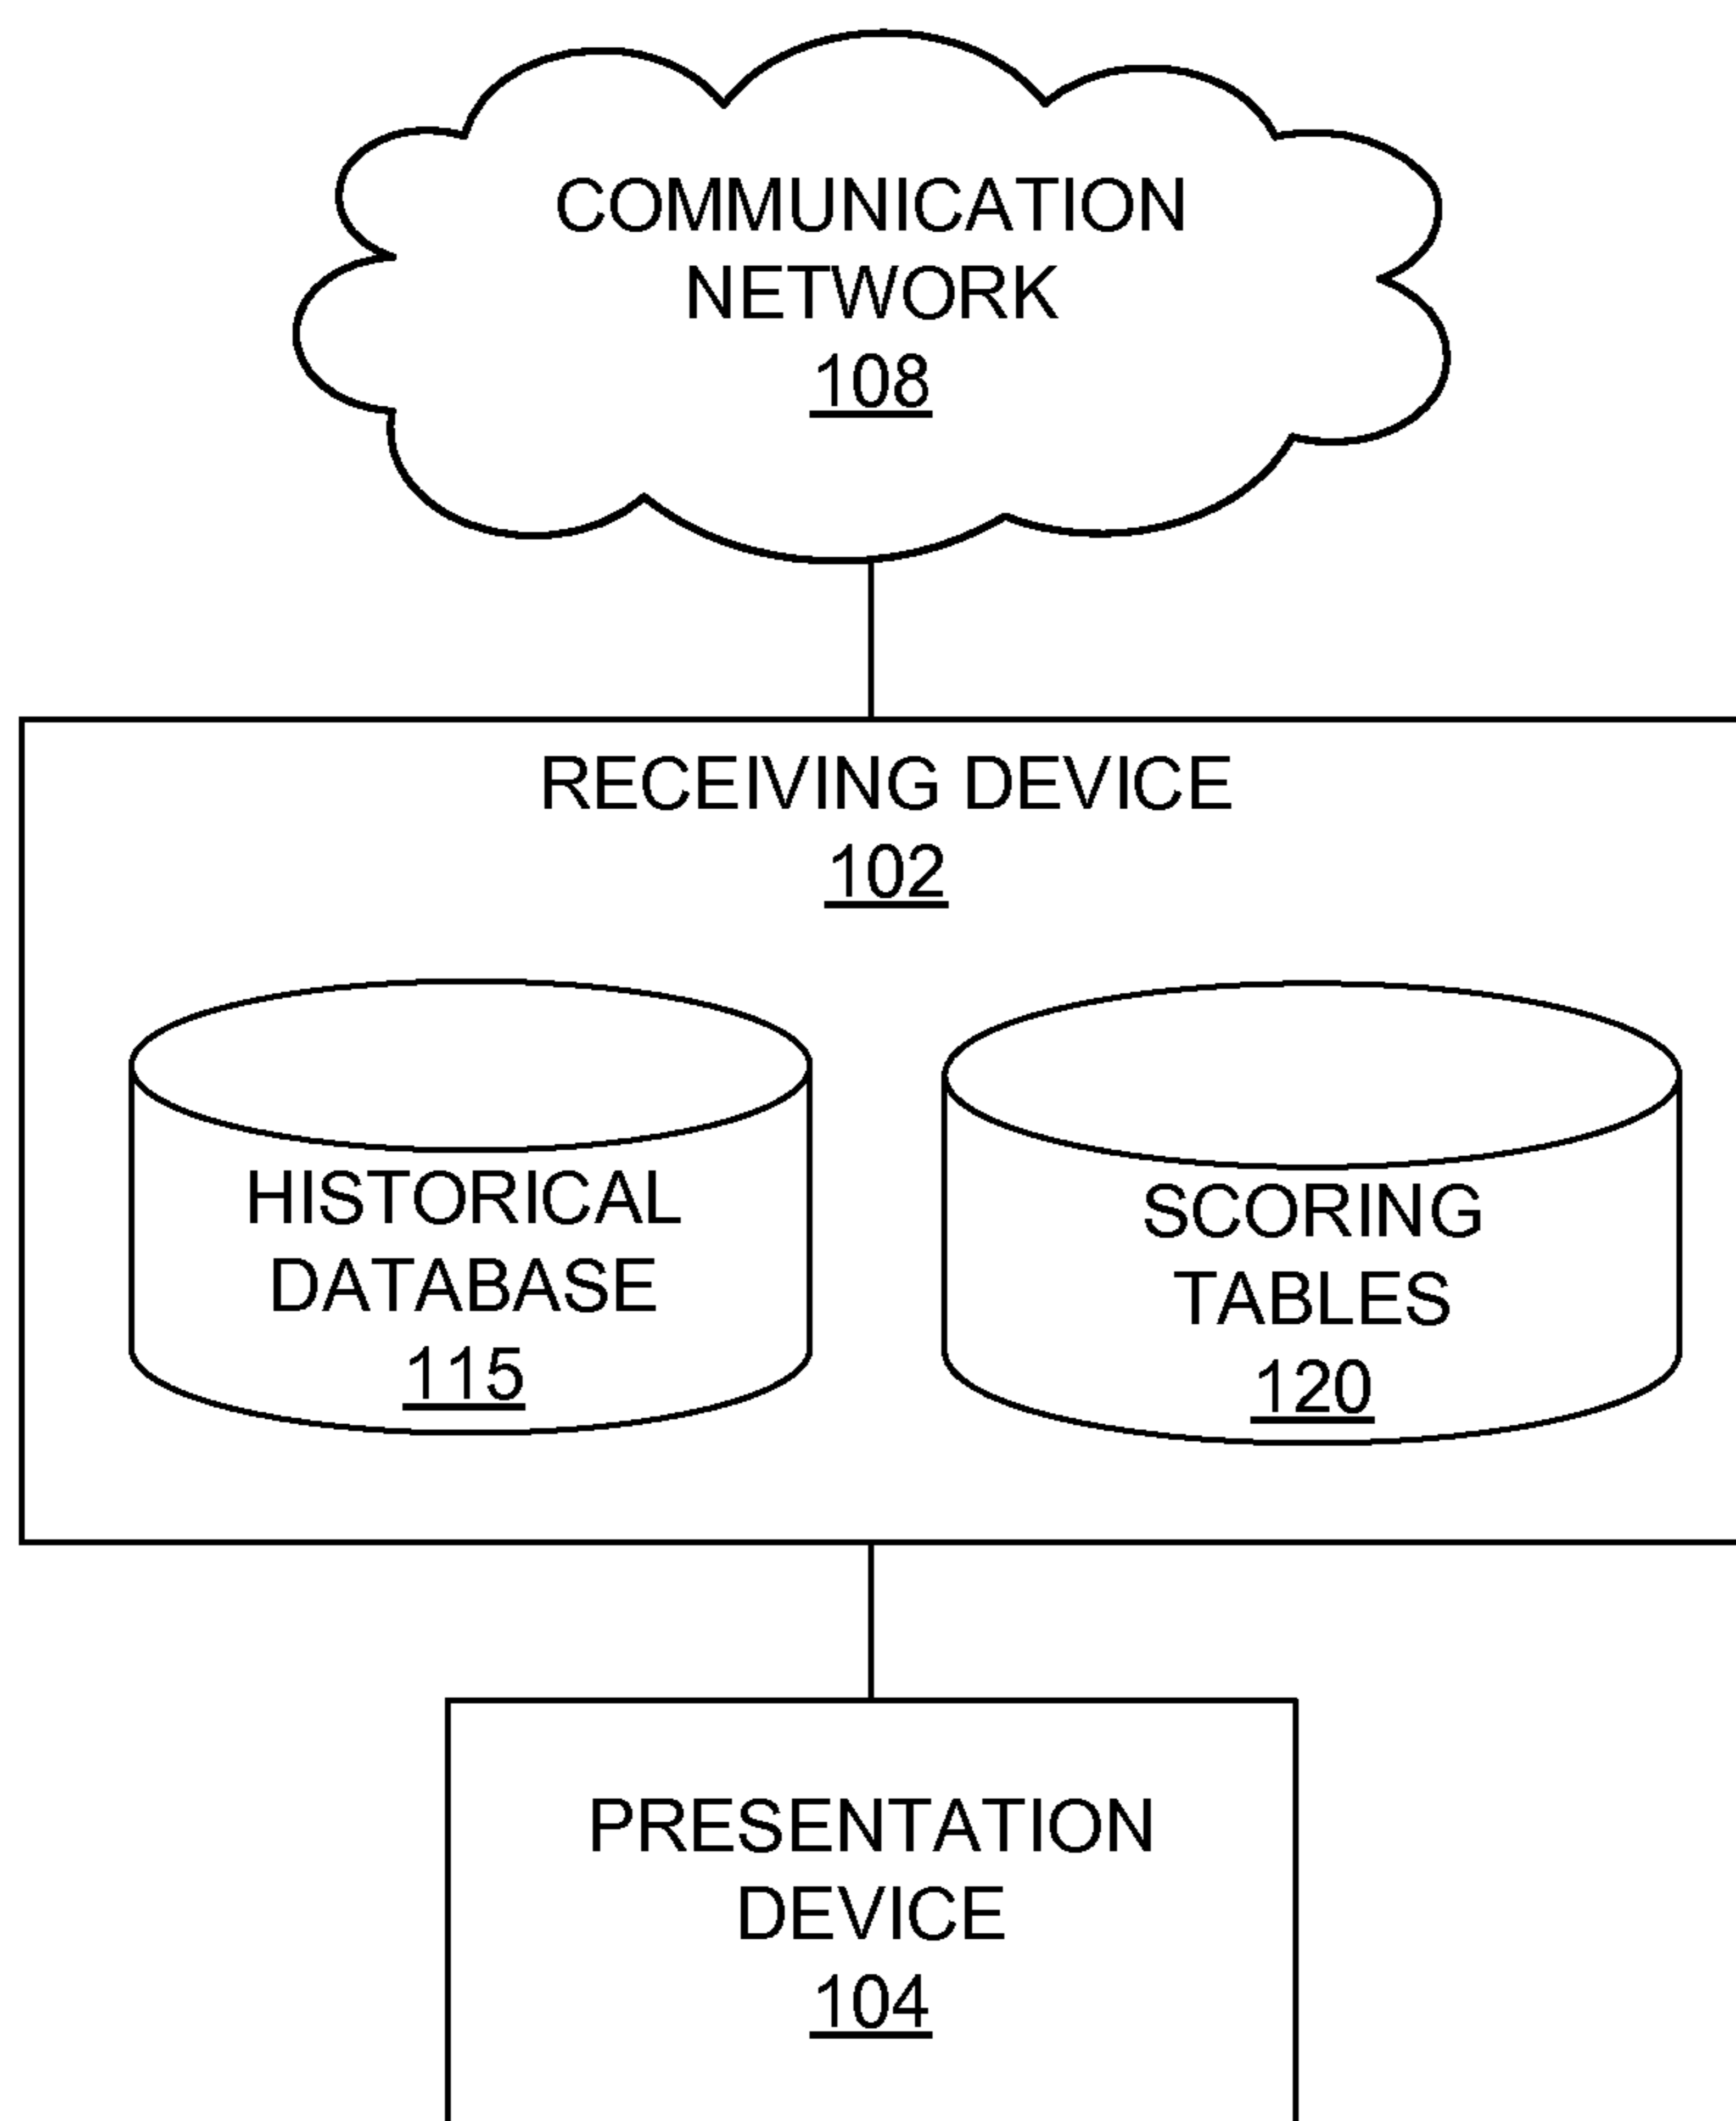 COMMUNICATION
NETWORK
108
RECEIVING DEVICE
102
HISTORICAL
DATABASE
115
SCORING
TABLES
120
PRESENTATION
DEVICE
104